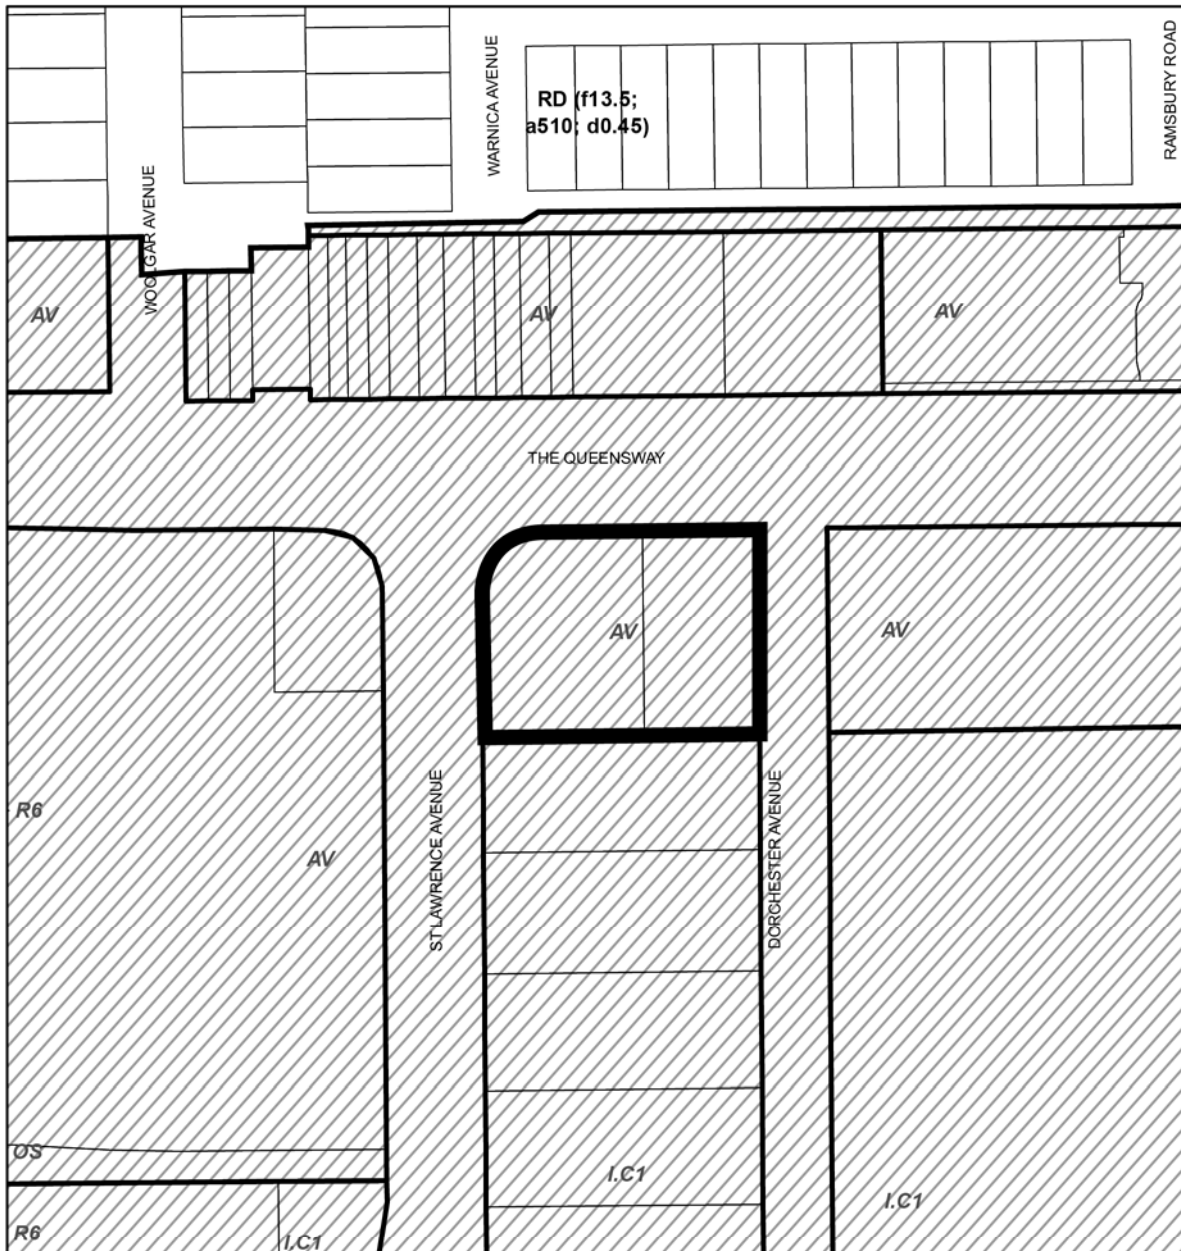 WARNICA AVENUE
RAMSBURY ROAD
RD (f13.5;
a510; d0.45)
WOOLGAR AVENUE
AV
AV
AV
THE QUEENSWAY
AV
AV
R6
AV
ST LAWRENCE AVENUE
DORCHESTER AVENUE
OS
I.C1
I.C1
R6
I.C1